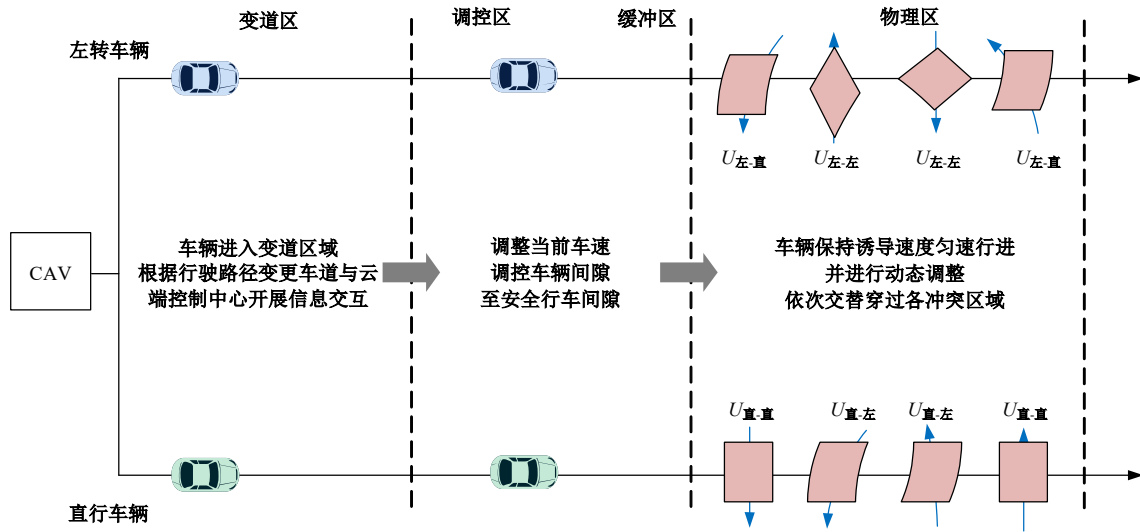 变道区
调控区
缓冲区
物理区
左转车辆
U左-直
U左-左
U左-左
U左-直
CAV
车辆进入变道区域
根据行驶路径变更车道与云
端控制中心开展信息交互
调整当前车速
调控车辆间隙
至安全行车间隙
车辆保持诱导速度匀速行进
并进行动态调整
依次交替穿过各冲突区域
U直-直
U直-左
U直-左
U直-直
直行车辆